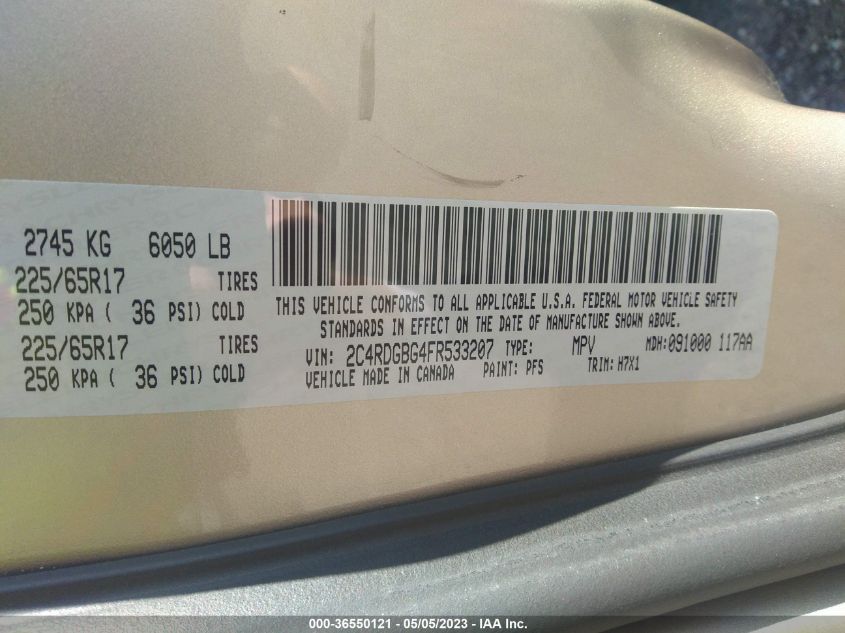 2745 KG 6050 LB
225/65R17 TIRES
250 KPA ( 36 PSI) COLD
225/65R17 TIRES
250 KPA ( 36 PSI) COLD
THIS VEHICLE CONFORMS TO ALL APPLICABLE U.S.A. FEDERAL MOTOR VEHICLE SAFETY
STANDARDS IN EFFECT ON THE DATE OF MANUFACTURE SHOWN ABOVE.
VIN: 2C4RDGBG4FR533207 TYPE: MPV MDH:091000 117AA
VEHICLE MADE IN CANADA PAINT: PFS TRIM: H7X1
000-36550121 - 05/05/2023 - IAA Inc.